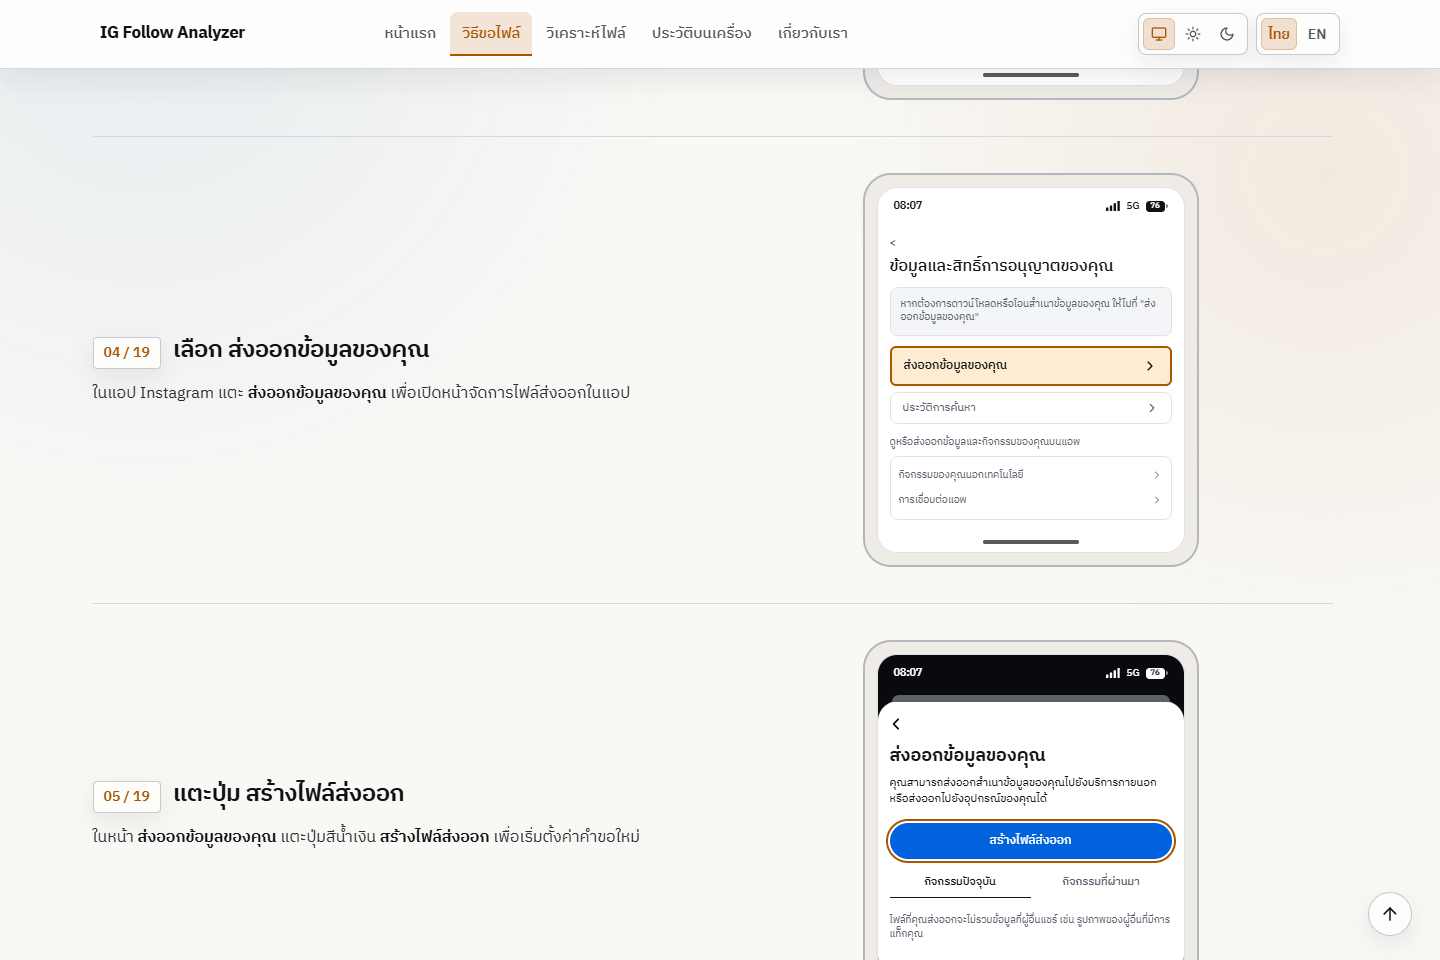 IG Follow Analyzer
หน้าแรก
วิธีขอไฟล์
วิเคราะห์ไฟล์
ประวัติบนเครื่อง
เกี่ยวกับเรา
ไทย
EN
04 / 19
เลือก ส่งออกข้อมูลของคุณ
ในแอป Instagram แตะ ส่งออกข้อมูลของคุณ เพื่อเปิดหน้าจัดการไฟล์ส่งออกในแอป
08:07
5G
76
<
ข้อมูลและสิทธิ์การอนุญาตของคุณ
หากต้องการดาวน์โหลดหรือโอนสำเนาข้อมูลของคุณ ให้ไปที่ "ส่ง
ออกข้อมูลของคุณ"
ส่งออกข้อมูลของคุณ
ประวัติการค้นหา
ดูหรือส่งออกข้อมูลและกิจกรรมของคุณบนแอพ
กิจกรรมของคุณนอกเทคโนโลยี
การเชื่อมต่อแอพ
05 / 19
แตะปุ่ม สร้างไฟล์ส่งออก
ในหน้า ส่งออกข้อมูลของคุณ แตะปุ่มสีน้ำเงิน สร้างไฟล์ส่งออก เพื่อเริ่มตั้งค่าคำขอใหม่
08:07
5G
76
ส่งออกข้อมูลของคุณ
คุณสามารถส่งออกสำเนาข้อมูลของคุณไปยังบริการภายนอก
หรือส่งออกไปยังอุปกรณ์ของคุณได้
สร้างไฟล์ส่งออก
กิจกรรมปัจจุบัน
กิจกรรมที่ผ่านมา
ไฟล์ที่คุณส่งออกจะไม่รวมข้อมูลที่ผู้อื่นแชร์ เช่น รูปภาพของผู้อื่นที่มีการ
แท็กคุณ